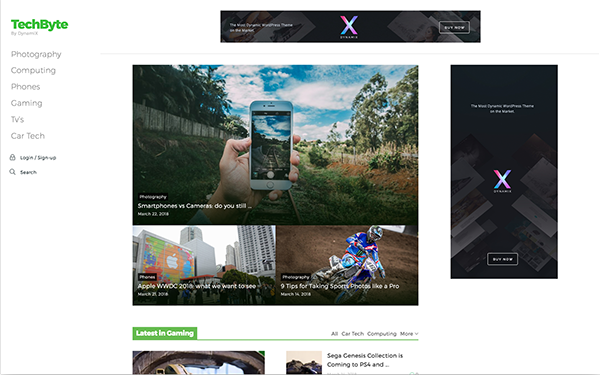 TechByte
By DynamiX
Photography
Computing
Phones
Gaming
Tv's
Car Tech
Login / Sign-up
Search
The Most Dynamic WordPress Theme
on the Market.
X
DYNAMIX
BUY NOW
Photography
Smartphones vs Cameras: do you still ...
March 22, 2018
Phones
Apple WWDC 2018: what we want to see
March 21, 2018
Photography
9 Tips for Taking Sports Photos like a Pro
March 14, 2018
The Most Dynamic WordPress Theme
on the Market.
X
DYNAMIX
BUY NOW
Latest in Gaming
All Car Tech Computing More
Sega Genesis Collection is
Coming to PS4 and ...